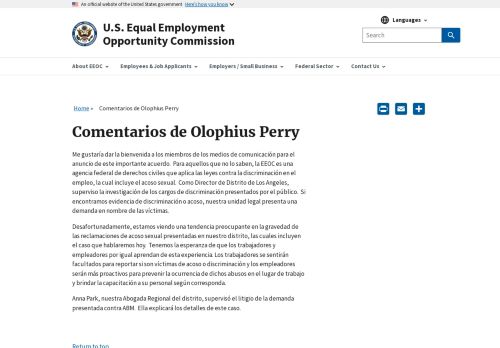 An official website of the United States government Here's how you know
U.S. Equal Employment
Opportunity Commission
Languages
Search
About EEOC
Employees & Job Applicants
Employers / Small Business
Federal Sector
Contact Us
Home » Comentarios de Olophius Perry
Comentarios de Olophius Perry
Me gustaría dar la bienvenida a los miembros de los medios de comunicación para el
anuncio de este importante acuerdo. Para aquellos que no lo saben, la EEOC es una
agencia federal de derechos civiles que aplica las leyes contra la discriminación en el
empleo, la cual incluye el acoso sexual. Como Director de Distrito de Los Angeles,
superviso la investigación de los cargos de discriminación presentados por el público. Si
encontramos evidencia de discriminación o acoso, nuestra unidad legal presenta una
demanda en nombre de las víctimas.
Desafortunadamente, estamos viendo una tendencia preocupante en la gravedad de
las reclamaciones de acoso sexual presentadas en nuestro distrito, las cuales incluyen
el caso que hablaremos hoy. Tenemos la esperanza de que los trabajadores y
empleadores por igual aprendan de esta experiencia: Los trabajadores se sentirán
facultados para reportar si son víctimas de acoso o discriminación y los empleadores
serán más proactivos para prevenir la ocurrencia de dichos abusos en el lugar de trabajo
y brindar la capacitación a su personal según corresponda.
Anna Park, nuestra Abogada Regional del distrito, supervisó el litigio de la demanda
presentada contra ABM. Ella explicará los detalles de este caso.
Return to top